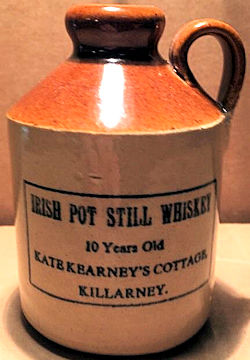 IRISH POT STILL WHISKEY
10 Years Old
KATE KEARNEY'S COTTAGE,
KILLARNEY.